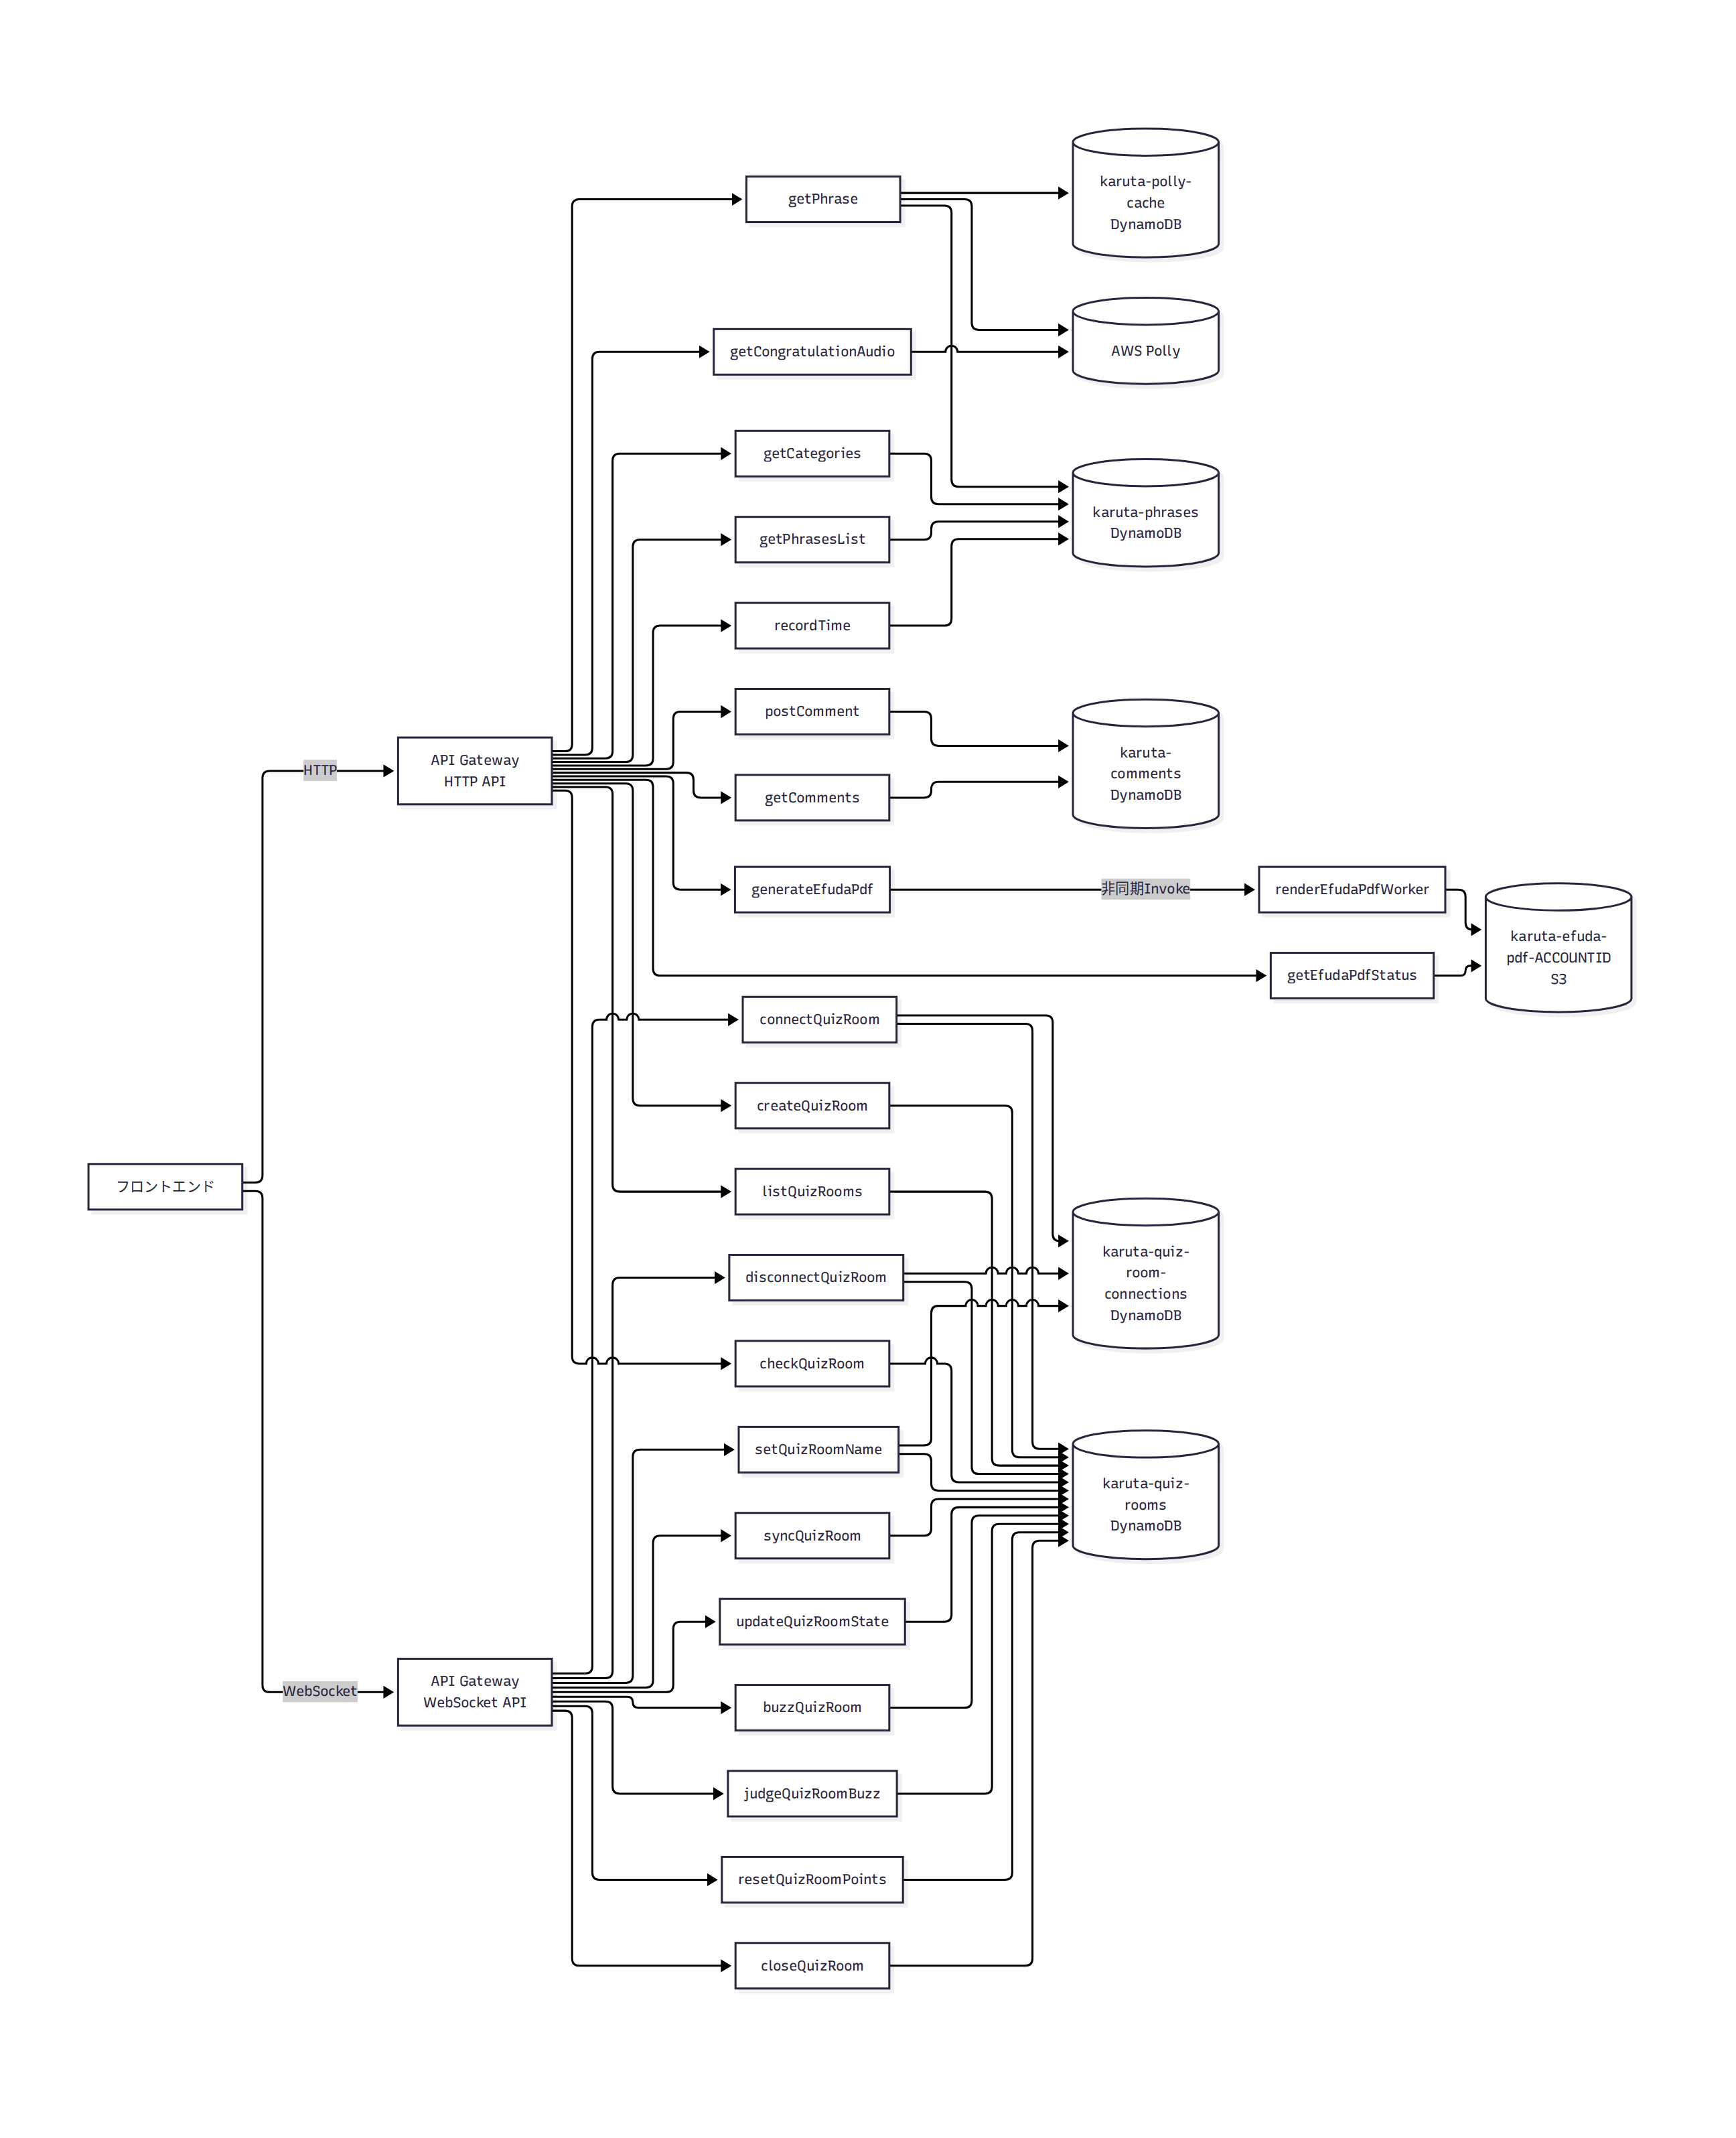 フロントエンド
HTTP
WebSocket
API Gateway
HTTP API
API Gateway
WebSocket API
getPhrase
getCongratulationAudio
getCategories
getPhrasesList
recordTime
postComment
getComments
generateEfudaPdf
非同期Invoke
renderEfudaPdfWorker
getEfudaPdfStatus
connectQuizRoom
createQuizRoom
listQuizRooms
disconnectQuizRoom
checkQuizRoom
setQuizRoomName
syncQuizRoom
updateQuizRoomState
buzzQuizRoom
judgeQuizRoomBuzz
resetQuizRoomPoints
closeQuizRoom
karuta-polly-
cache
DynamoDB
AWS Polly
karuta-phrases
DynamoDB
karuta-
comments
DynamoDB
karuta-efuda-
pdf-ACCOUNTID
S3
karuta-quiz-
room-
connections
DynamoDB
karuta-quiz-
rooms
DynamoDB